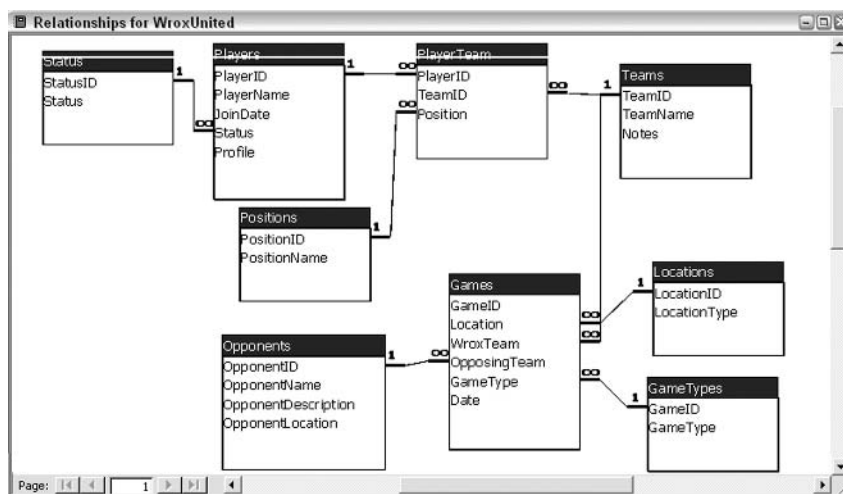 Relationships for WroxUnited
Status
StatusID
Status
Players
PlayerID
PlayerName
JoinDate
Status
Profile
PlayerTeam
PlayerID
TeamID
Position
Teams
TeamID
TeamName
Notes
Positions
PositionID
PositionName
Games
GameID
Location
WroxTeam
OpposingTeam
GameType
Date
Locations
LocationID
LocationType
Opponents
OpponentID
OpponentName
OpponentDescription
OpponentLocation
GameTypes
GameID
GameType
1
∞
1
∞
∞
1
∞
1
1
∞
∞
1
∞
1
∞
1
Page: 1